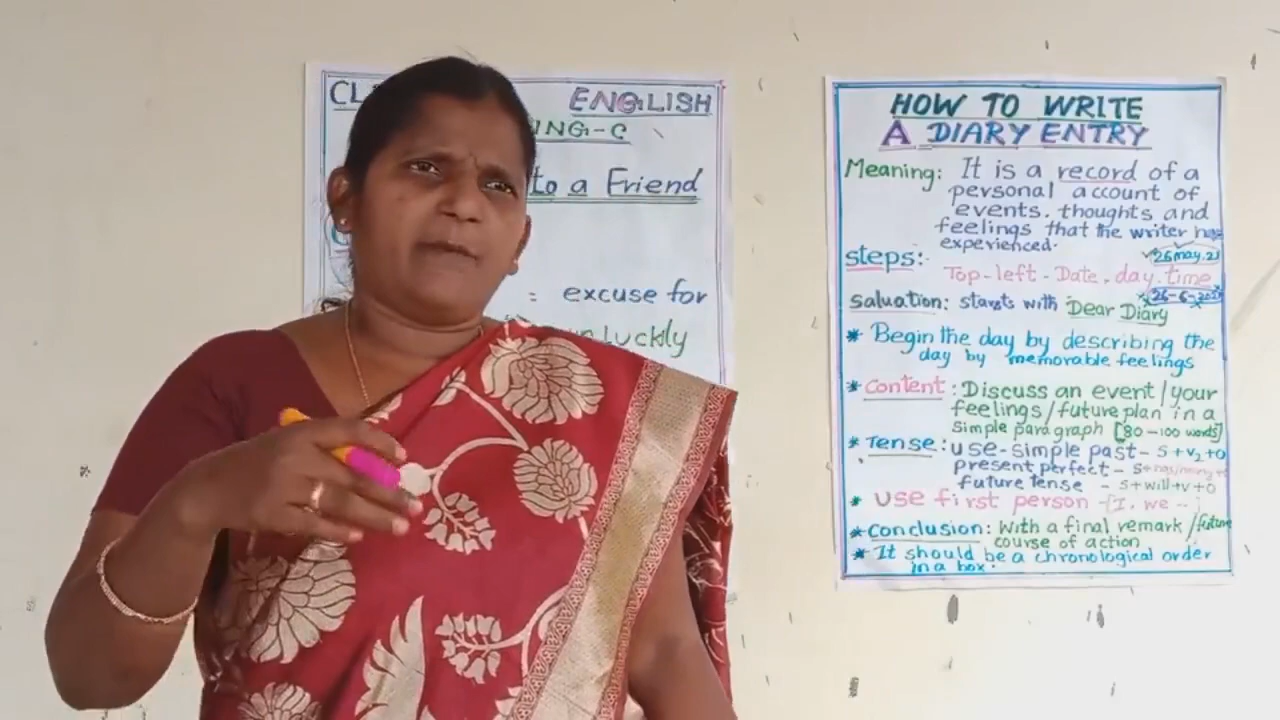 ENGLISH
ING-C
to a Friend
: excuse for
luckly
HOW TO WRITE
A DIARY ENTRY
Meaning: It is a record of a
personal account of
events. thoughts and
feelings that the writer has
experienced.
26 may. 21
steps:-
Top-left - Date, day, time
26-6-2021
saluation: starts with Dear Diary
* Begin the day by describing the
day by memorable feelings
* content: Discuss an event/your
feelings/future plan in a
simple paragraph [80-100 words]
* Tense: use-simple past - S+V2+O
present perfect - S+
future tense - S+will+V+O
* use first person -[I, we --
* Conclusion: with a final remark/future
course of action
* It should be a chronological order
in a box.